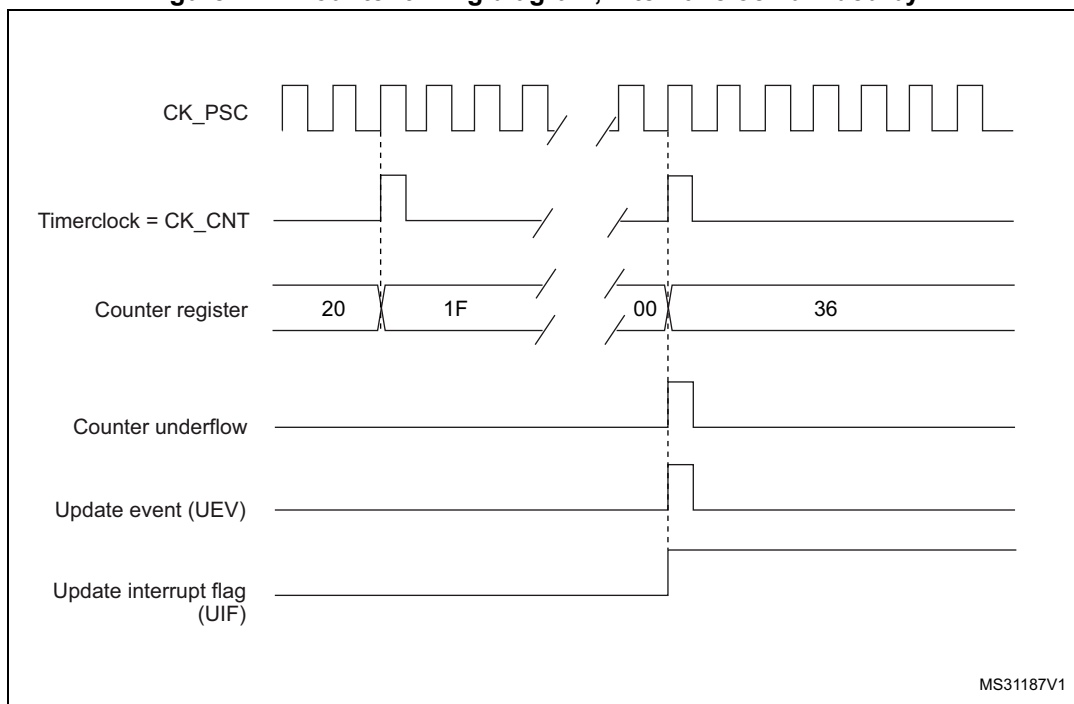 CK_PSC
Timerclock = CK_CNT
Counter register
20
1F
00
36
Counter underflow
Update event (UEV)
Update interrupt flag
(UIF)
MS31187V1